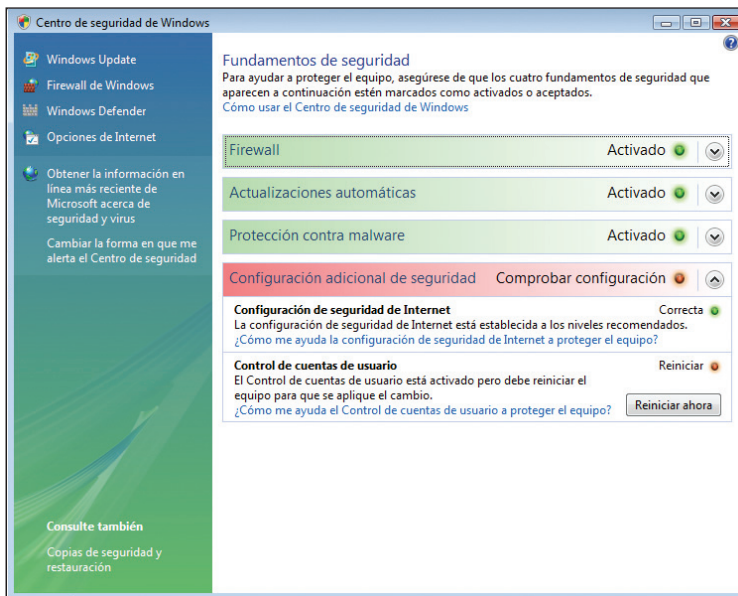 Centro de seguridad de Windows
Windows Update
Firewall de Windows
Windows Defender
Opciones de Internet
Obtener la información en
línea más reciente de
Microsoft acerca de
seguridad y virus
Cambiar la forma en que me
alerta el Centro de seguridad
Consulte también
Copias de seguridad y
restauración
Fundamentos de seguridad
Para ayudar a proteger el equipo, asegúrese de que los cuatro fundamentos de seguridad que
aparecen a continuación estén marcados como activados o aceptados.
Cómo usar el Centro de seguridad de Windows
Firewall Activado
Actualizaciones automáticas Activado
Protección contra malware Activado
Configuración adicional de seguridad Comprobar configuración
Configuración de seguridad de Internet Correcta
La configuración de seguridad de Internet está establecida a los niveles recomendados.
¿Cómo me ayuda la configuración de seguridad de Internet a proteger el equipo?
Control de cuentas de usuario Reiniciar
El Control de cuentas de usuario está activado pero debe reiniciar el
equipo para que se aplique el cambio.
¿Cómo me ayuda el Control de cuentas de usuario a proteger el equipo?
Reiniciar ahora